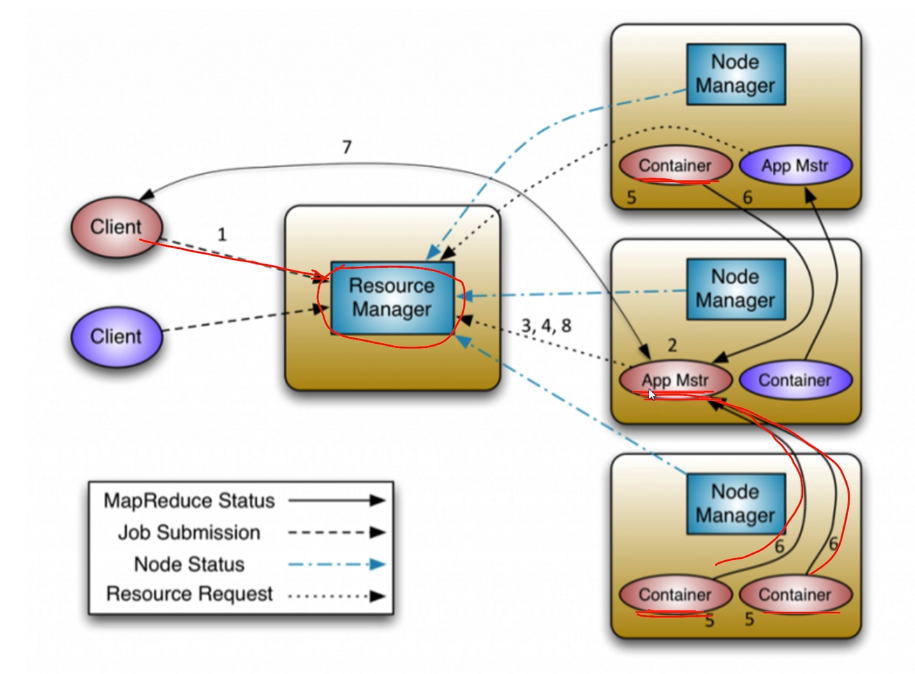 Node
Manager
7
Container
App Mstr
5
6
Client
1
Resource
Manager
Node
Manager
Client
3, 4, 8
2
App Mstr
Container
MapReduce Status
Job Submission
Node Status
Resource Request
Node
Manager
6
6
Container
Container
5
5